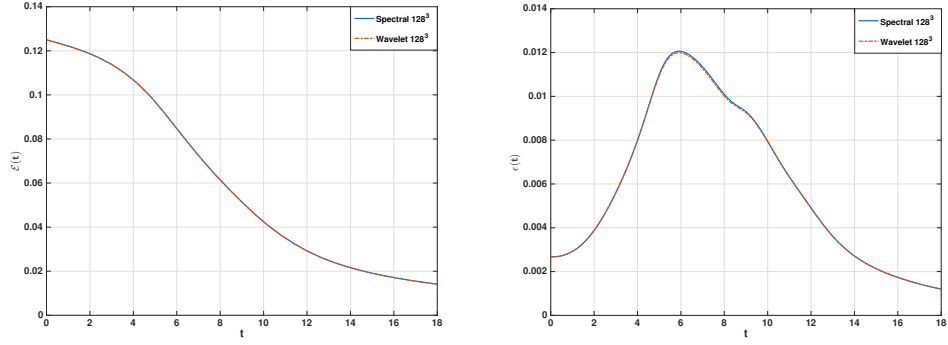 0.14
0.12
0.1
0.08
0.06
0.04
0.02
0
0 2 4 6 8 10 12 14 16 18
ℰ(t)
t
Spectral 128³
Wavelet 128³
0.014
0.012
0.01
0.008
0.006
0.004
0.002
0
0 2 4 6 8 10 12 14 16 18
ϵ(t)
t
Spectral 128³
Wavelet 128³